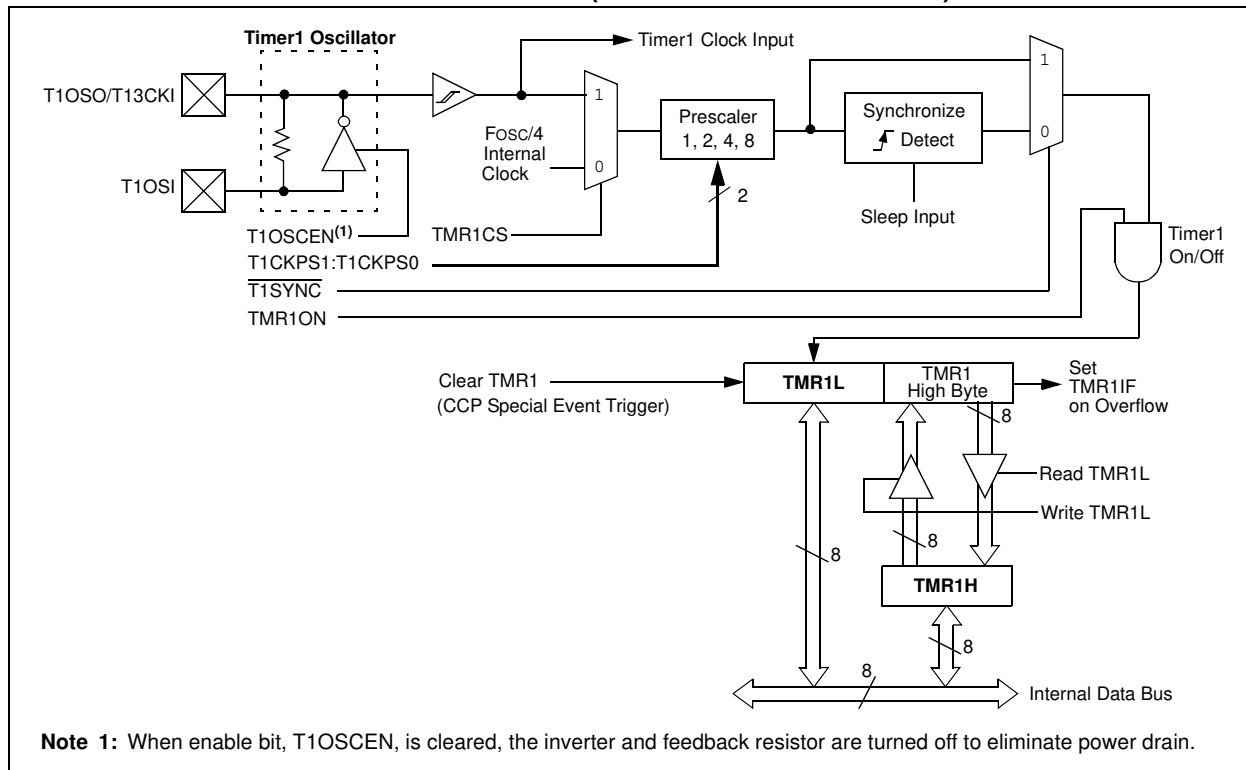 Timer1 Oscillator
Timer1 Clock Input
T1OSO/T13CKI
1
1
FOSC/4
Internal
Clock
0
Prescaler
1, 2, 4, 8
Synchronize
Detect
0
T1OSI
2
Sleep Input
T1OSCEN(1)
TMR1CS
Timer1
On/Off
T1CKPS1:T1CKPS0
T1SYNC
TMR1ON
Clear TMR1
(CCP Special Event Trigger)
TMR1L
TMR1
High Byte
Set
TMR1IF
on Overflow
8
Read TMR1L
Write TMR1L
8
8
TMR1H
8
8
Internal Data Bus
Note 1: When enable bit, T1OSCEN, is cleared, the inverter and feedback resistor are turned off to eliminate power drain.